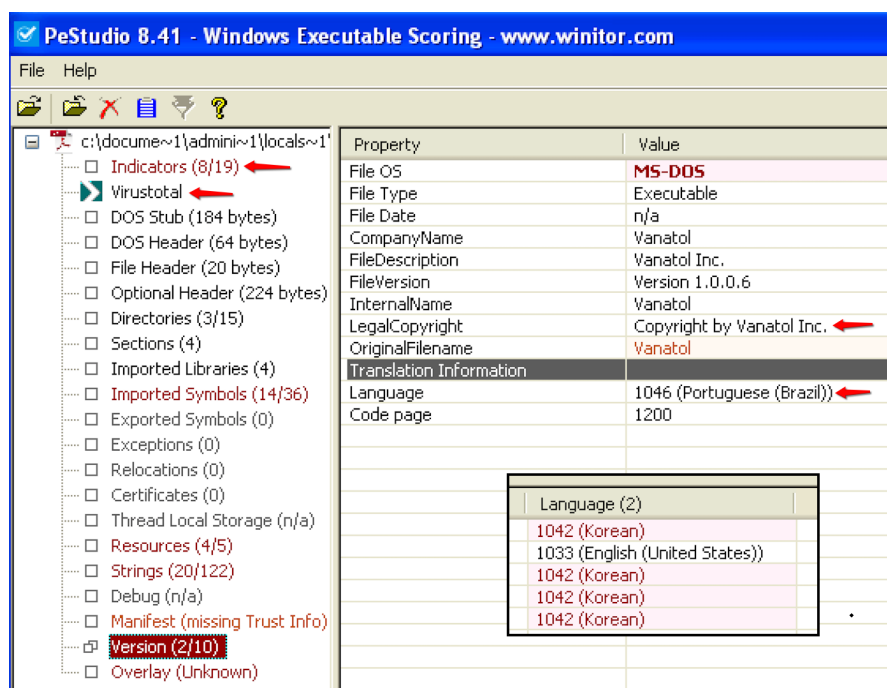 PeStudio 8.41 - Windows Executable Scoring - www.winitor.com
File Help
c:\docume~1\admini~1\locals~1'
Indicators (8/19)
Virustotal
DOS Stub (184 bytes)
DOS Header (64 bytes)
File Header (20 bytes)
Optional Header (224 bytes)
Directories (3/15)
Sections (4)
Imported Libraries (4)
Imported Symbols (14/36)
Exported Symbols (0)
Exceptions (0)
Relocations (0)
Certificates (0)
Thread Local Storage (n/a)
Resources (4/5)
Strings (20/122)
Debug (n/a)
Manifest (missing Trust Info)
Version (2/10)
Overlay (Unknown)
Property Value
File OS MS-DOS
File Type Executable
File Date n/a
CompanyName Vanatol
FileDescription Vanatol Inc.
FileVersion Version 1.0.0.6
InternalName Vanatol
LegalCopyright Copyright by Vanatol Inc.
OriginalFilename Vanatol
Translation Information
Language 1046 (Portuguese (Brazil))
Code page 1200
Language (2)
1042 (Korean)
1033 (English (United States))
1042 (Korean)
1042 (Korean)
1042 (Korean)